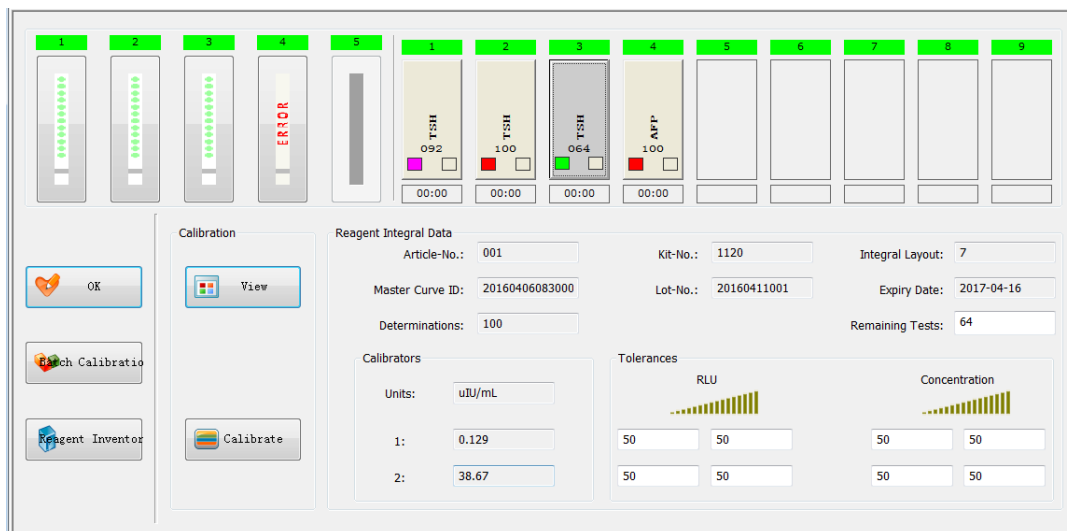 1 2 3 4 5 1 2 3 4 5 6 7 8 9
ERROR
TSH TSH TSH AFP
092 100 064 100
00:00 00:00 00:00 00:00
Calibration
Reagent Integral Data
Article-No.: 001 Kit-No.: 1120 Integral Layout: 7
OK
View
Master Curve ID: 20160406083000 Lot-No.: 20160411001 Expiry Date: 2017-04-16
Determinations: 100 Remaining Tests: 64
Batch Calibratio
Calibrators
Tolerances
Units: uIU/mL
RLU Concentration
Reagent Inventor
Calibrate
1: 0.129 50 50 50 50
2: 38.67 50 50 50 50